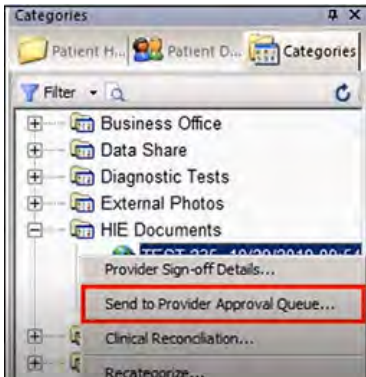 Categories
Patient H... Patient D... Categories
Filter
Business Office
Data Share
Diagnostic Tests
External Photos
HIE Documents
Provider Sign-off Details...
Send to Provider Approval Queue...
Clinical Reconciliation...
Recategorize...